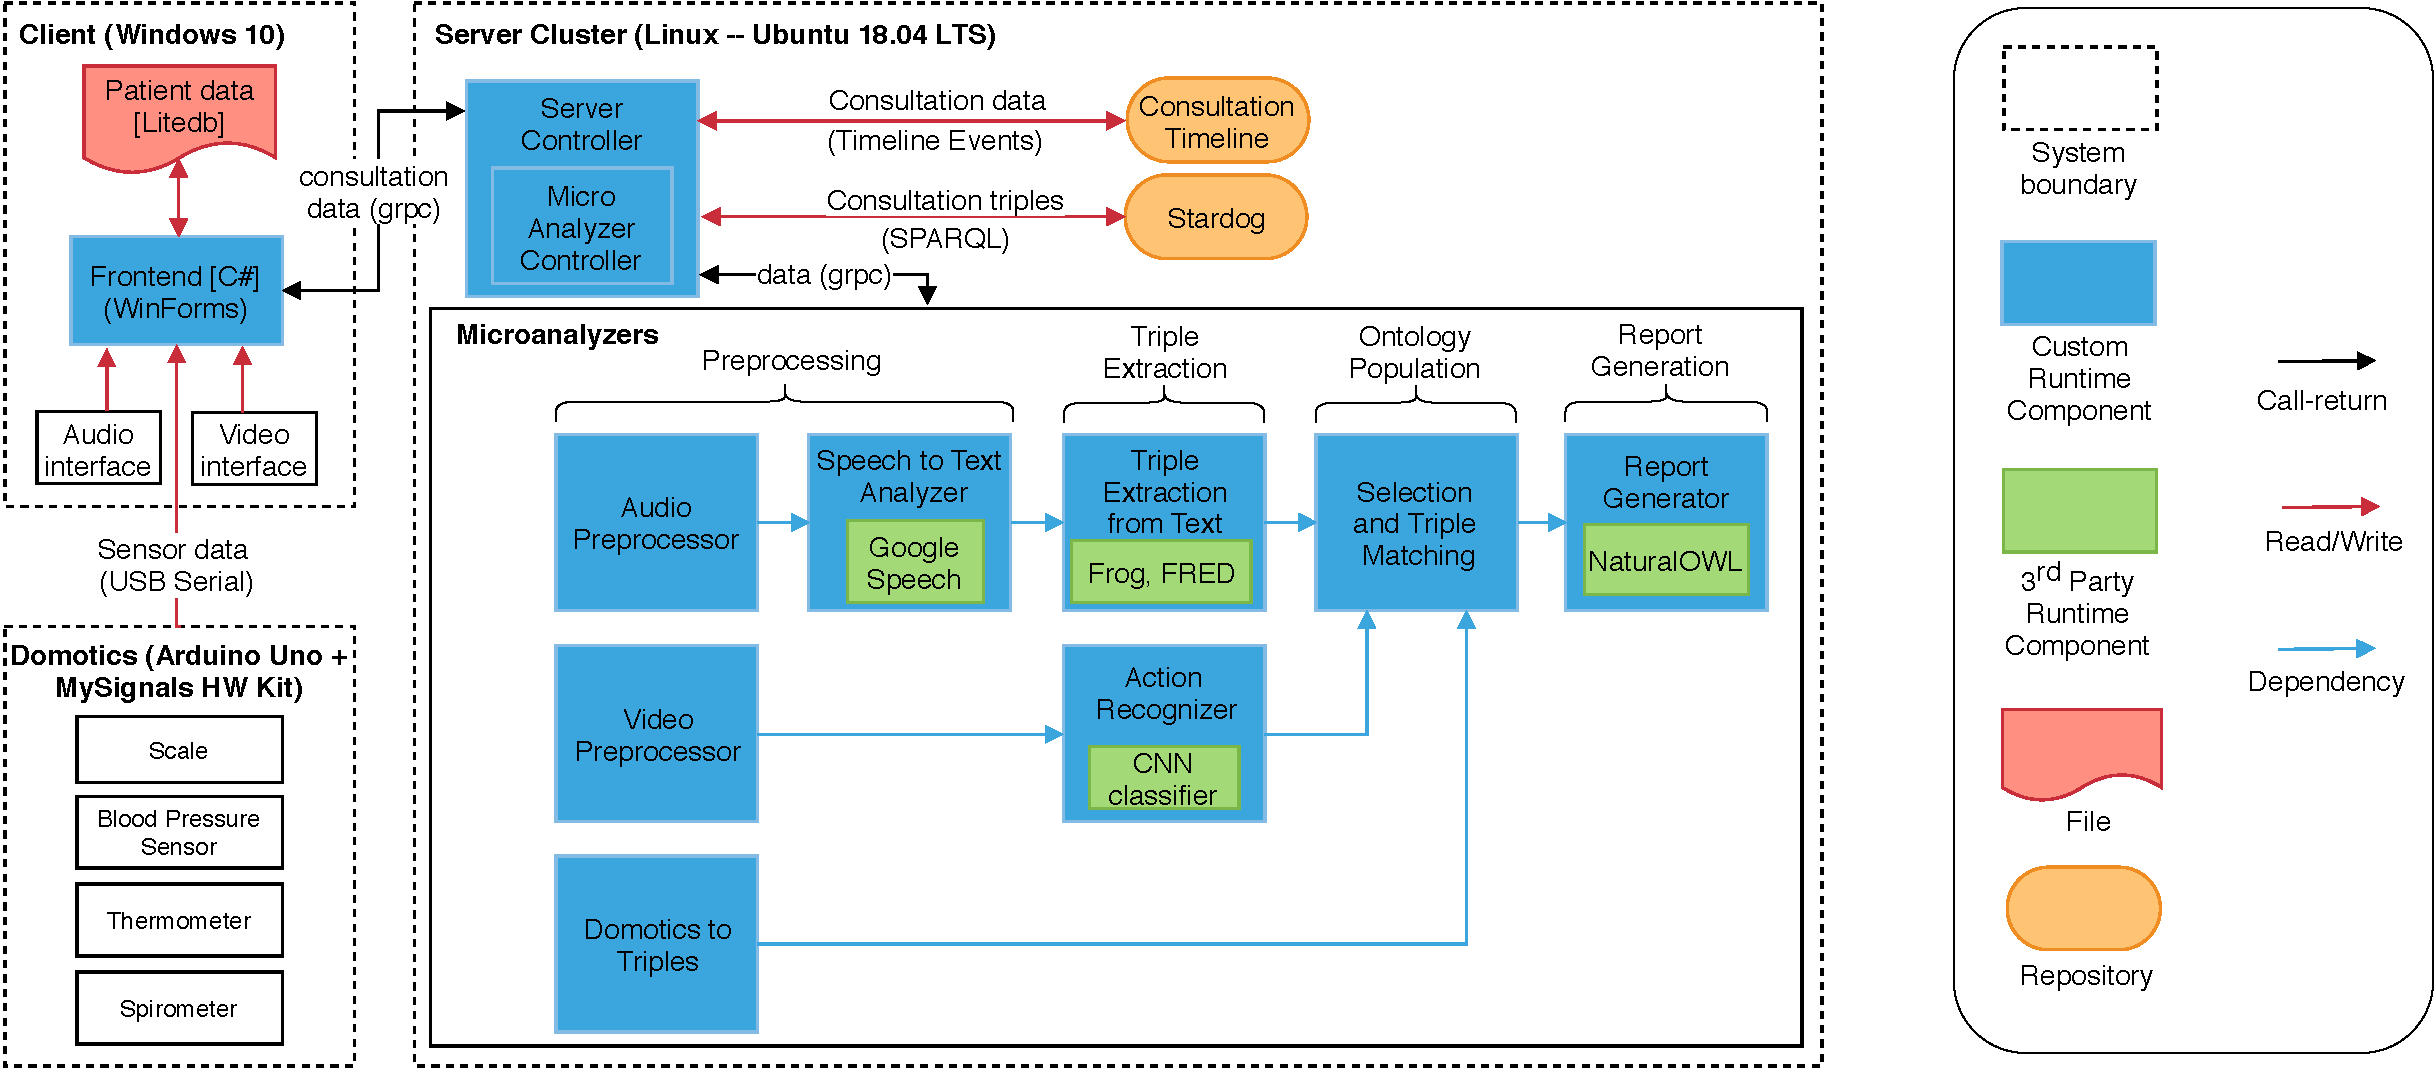 Client (Windows 10)
Patient data
[Litedb]
Frontend [C#]
(WinForms)
Audio
interface
Video
interface
consultation
data (grpc)
Sensor data
(USB Serial)
Domotics (Arduino Uno +
MySignals HW Kit)
Scale
Blood Pressure
Sensor
Thermometer
Spirometer
Server Cluster (Linux -- Ubuntu 18.04 LTS)
Server
Controller
Micro
Analyzer
Controller
Consultation data
(Timeline Events)
Consultation
Timeline
Consultation triples
(SPARQL)
Stardog
data (grpc)
Microanalyzers
Preprocessing
Triple
Extraction
Ontology
Population
Report
Generation
Audio
Preprocessor
Speech to Text
Analyzer
Google
Speech
Triple
Extraction
from Text
Frog, FRED
Selection
and Triple
Matching
Report
Generator
NaturalOWL
Video
Preprocessor
Action
Recognizer
CNN
classifier
Domotics to
Triples
System
boundary
Custom
Runtime
Component
3rd Party
Runtime
Component
File
Repository
Call-return
Read/Write
Dependency